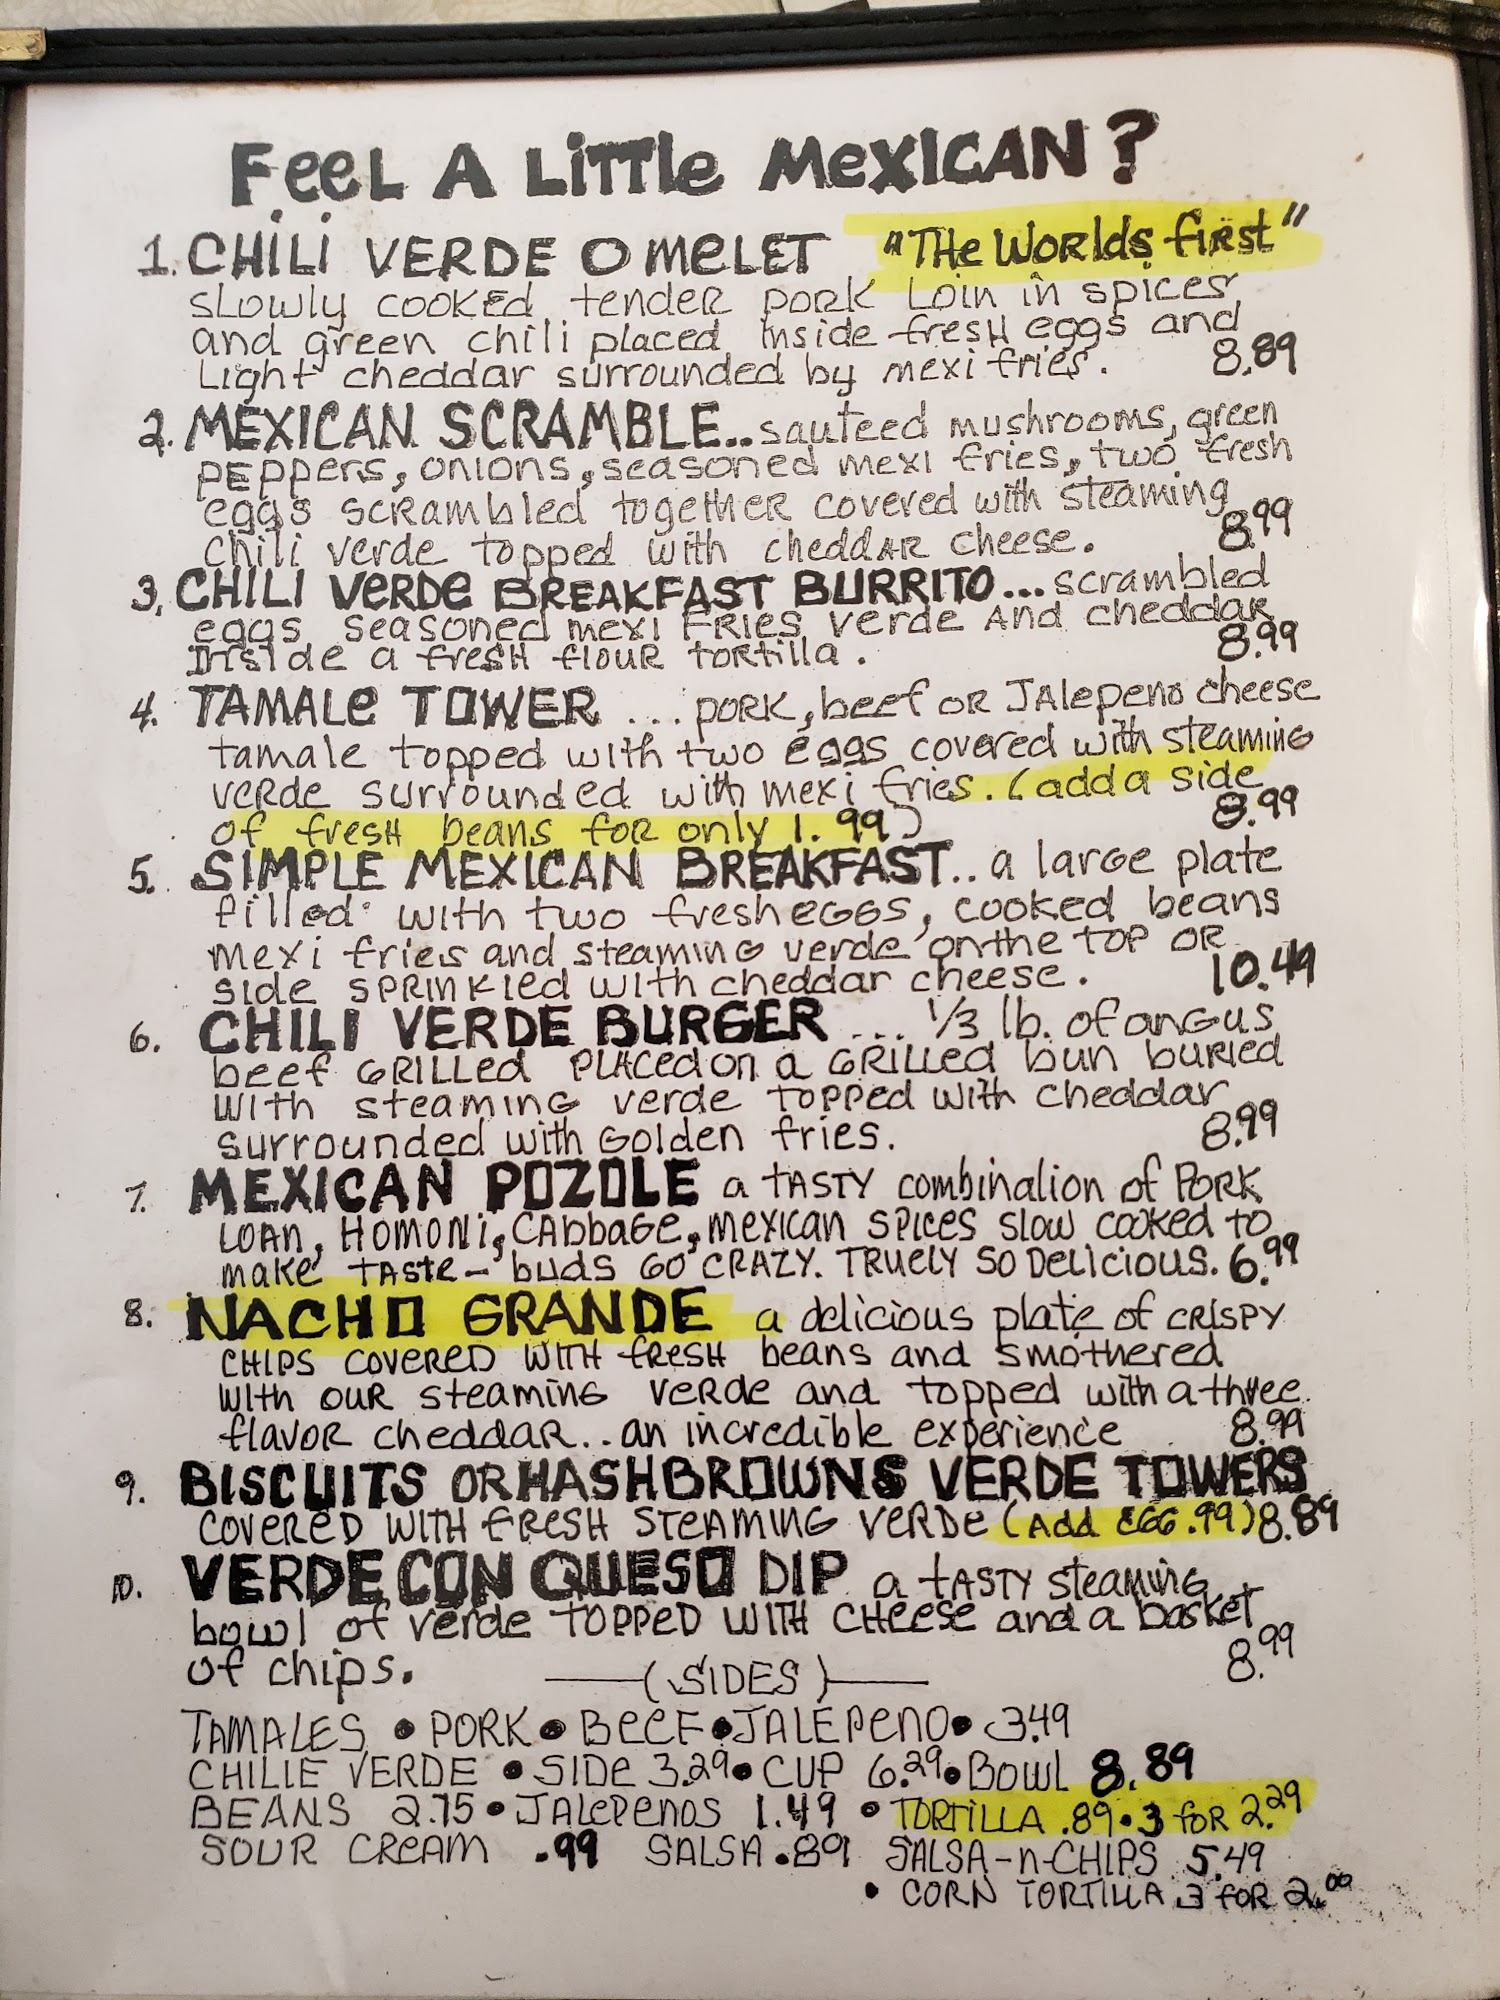 FeeL A LiTTle MeXICAN?
1. CHiLi VERDE OmeLET "THe WORLds first"
slowly cooked tender pork Loin in spices
and green chili placed inside fresh eggs and
Light cheddar surrounded by mexi fries. 8.89
2. MEXICAN SCRAMBLE.. sauteed mushrooms, green
peppers, onions, seasoned mexi fries, two fresh
eggs scrambled together covered with steaming
chili verde topped with cheddar cheese. 8.99
3. CHILI VERDE BREAKFAST BURRITO... scrambled
eggs seasoned mexi FRIES verde And cheddar
Inside a fresh flour tortilla. 8.99
4. TAMALE TOWER ... pork, beef or JAlepeno cheese
tamale topped with two eggs covered with steaming
verde surrounded with mexi fries. (add a side
of fresh beans for only 1.99) 8.99
5. SIMPLE MEXICAN BREAKFAST.. a large plate
filled with two fresh EGGS, cooked beans
mexi fries and steaming verde on the top or
side sprinkled with cheddar cheese. 10.49
6. CHILI VERDE BURGER ... 1/3 lb. of angus
beef GRILLed PLACed on a GRILLed bun buried
with steaming verde topped with cheddar
surrounded with Golden fries. 8.99
7. MEXICAN POZOLE a TASTY combination of PORK
LOAN, HOMONi, CAbbaGe, mexican spices slow cooked to
make TASTe-buds GO CRAZY. TRUELY SO DeLicious. 6.99
8. NACHO GRANDE a delicious plate of CRISPY
CHIPS COVERED WITH fRESH beans and smothered
with our steaming verde and topped with a three
flavor cheddar.. an incredible experience 8.99
9. BISCUITS OR HASHBROWNS VERDE TOWERS
COVERED WITH FRESH STEAMING VERDE (Add EGG .99) 8.89
10. VERDE CON QUESO DIP a tASTY steaming
bowl of verde TOPPED WITH CHeese and a basket
of chips. 8.99
(SIDES)
TAMALES • PORK • BEEF • JALEPENO • 3.49
CHILIE VERDE • SIDe 3.29 • CUP 6.29 • BOWL 8.89
BEANS 2.75 • JALePeNOS 1.49 • TORTILLA .89 • 3 FOR 2.29
SOUR CREAM .99 SALSA .89 SALSA-n-CHIPS 5.49
• CORN TORTILLA 3 FOR 2.00